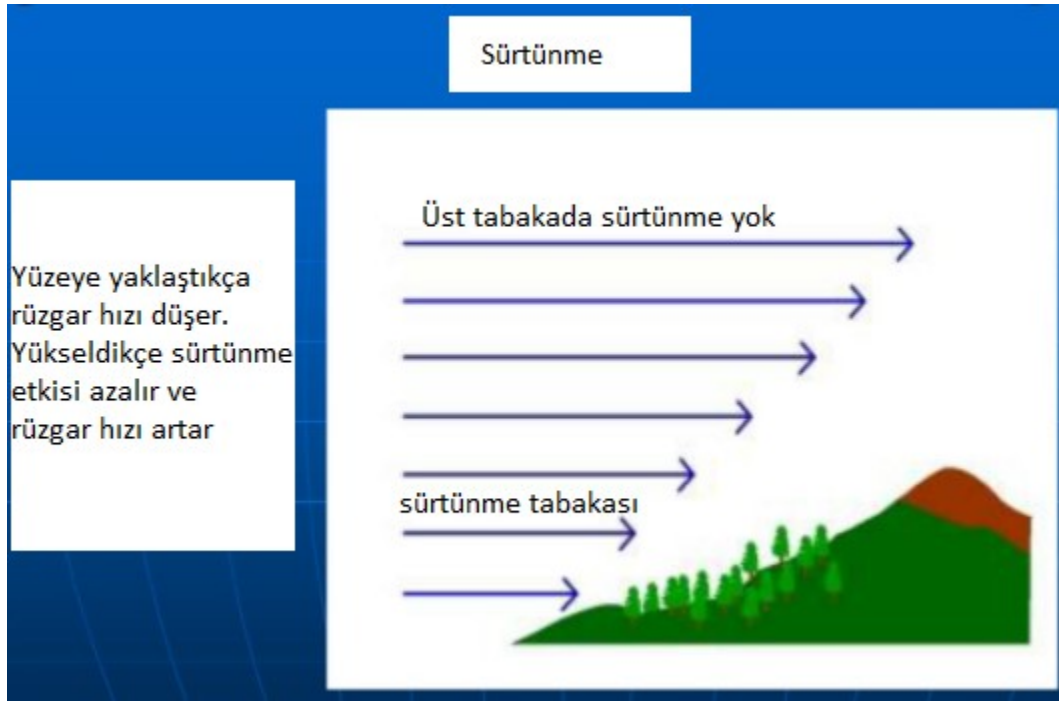 Sürtünme
Üst tabakada sürtünme yok
Yüzeye yaklaştıkça
rüzgar hızı düşer.
Yükseldikçe sürtünme
etkisi azalır ve
rüzgar hızı artar
sürtünme tabakası